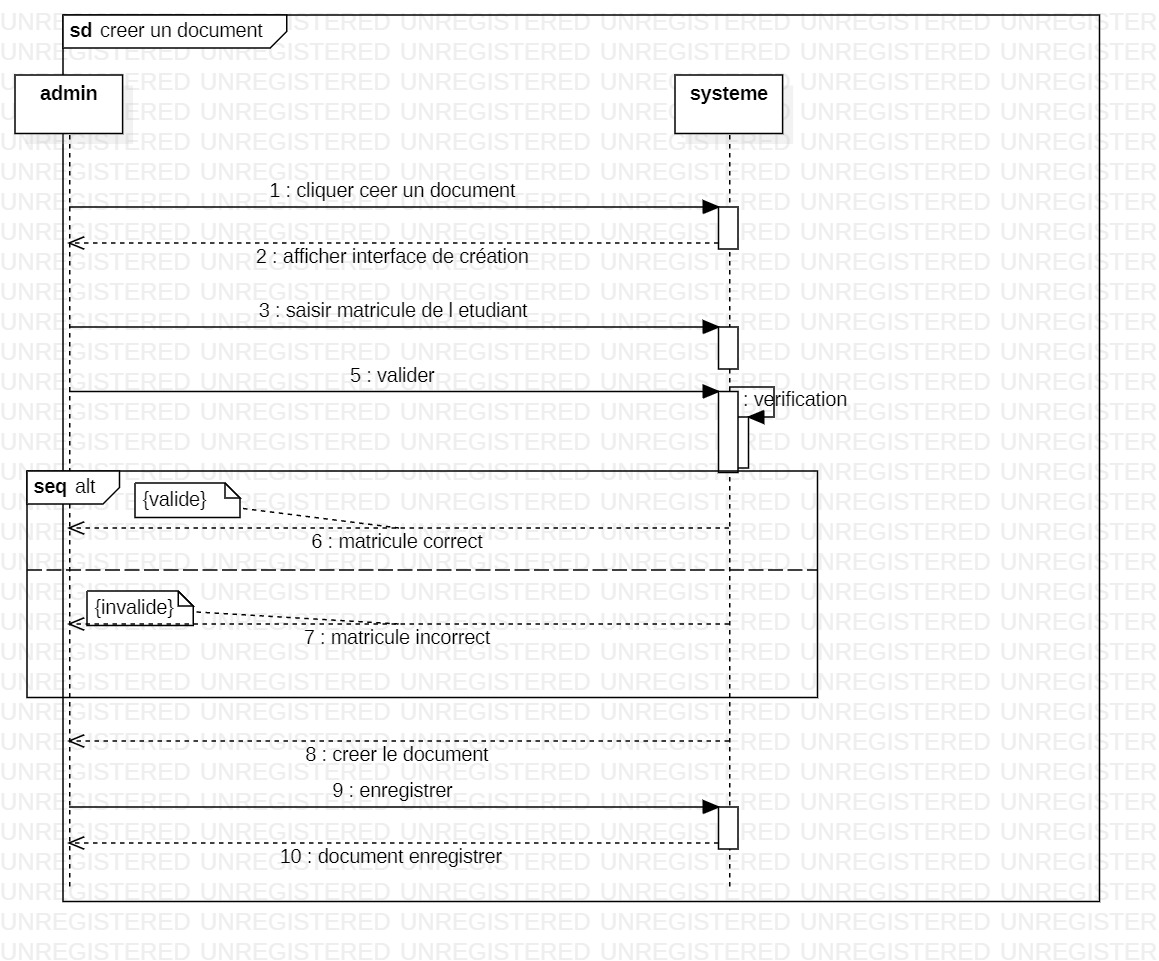 sd creer un document
admin
systeme
1 : cliquer ceer un document
2 : afficher interface de création
3 : saisir matricule de l etudiant
5 : valider
: verification
seq alt
{valide}
6 : matricule correct
{invalide}
7 : matricule incorrect
8 : creer le document
9 : enregistrer
10 : document enregistrer
UNREGISTERED